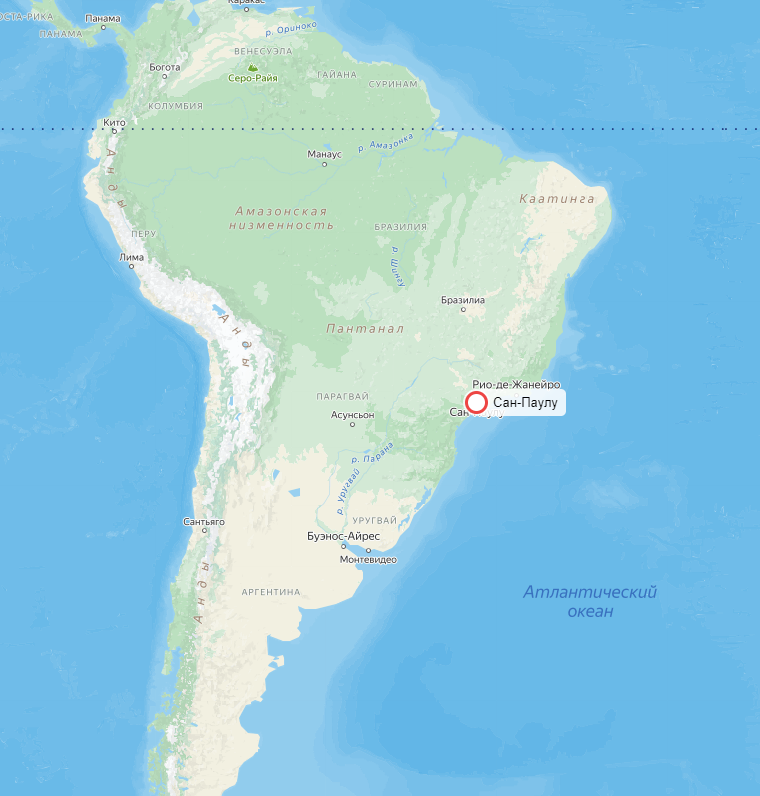 Каракас
ОСТА-РИКА
Панама
ПАНАМА
р. Ориноко
ВЕНЕСУЭЛА
Богота
Серо-Райя
ГАЙАНА
СУРИНАМ
КОЛУМБИЯ
Кито
р. Амазонка
Манаус
Анды
Каатинга
Амазонская
низменность
БРАЗИЛИЯ
ПЕРУ
р. Шингу
Лима
Бразилиа
Анды
Пантанал
Рио-де-Жанейро
ПАРАГВАЙ
Сан-Паулу
Сан-Паулу
Асунсьон
р. Парана
р. Уругвай
Сантьяго
УРУГВАЙ
Буэнос-Айрес
Монтевидео
Анды
АРГЕНТИНА
Атлантический
океан